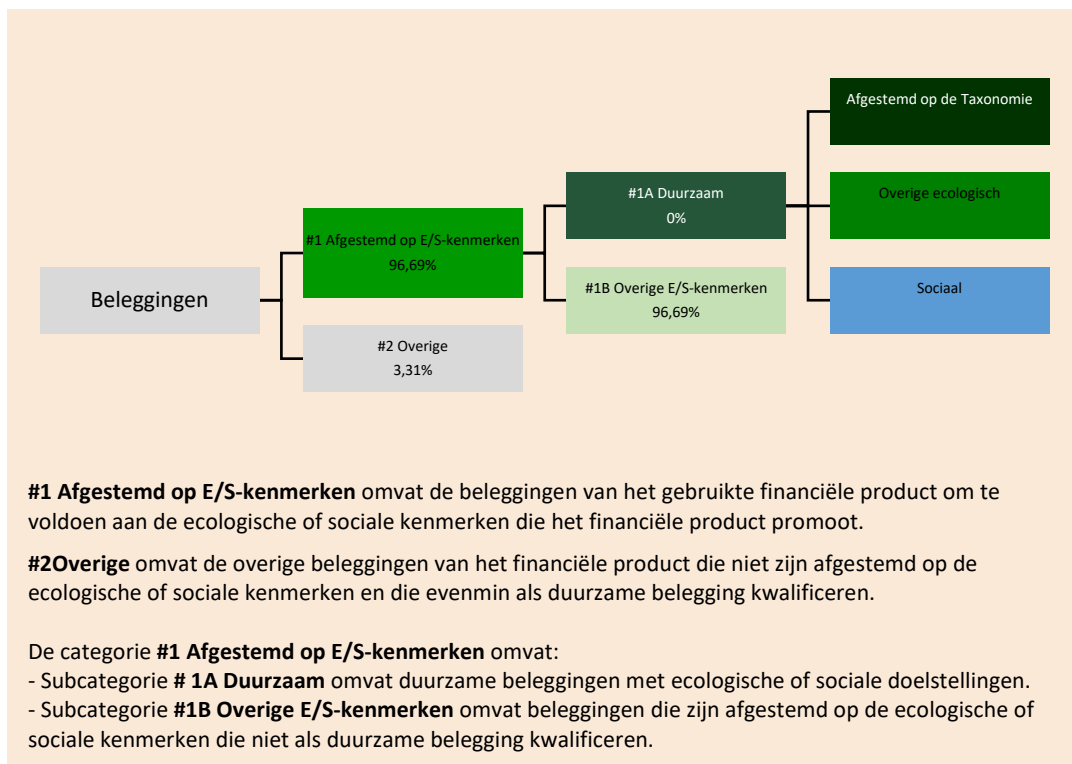 Afgestemd op de Taxonomie
#1A Duurzaam
0%
Overige ecologisch
#1 Afgestemd op E/S-kenmerken
96,69%
Beleggingen
#1B Overige E/S-kenmerken
96,69%
Sociaal
#2 Overige
3,31%
#1 Afgestemd op E/S-kenmerken omvat de beleggingen van het gebruikte financiële product om te
voldoen aan de ecologische of sociale kenmerken die het financiële product promoot.
#2Overige omvat de overige beleggingen van het financiële product die niet zijn afgestemd op de
ecologische of sociale kenmerken en die evenmin als duurzame belegging kwalificeren.
De categorie #1 Afgestemd op E/S-kenmerken omvat:
- Subcategorie # 1A Duurzaam omvat duurzame beleggingen met ecologische of sociale doelstellingen.
- Subcategorie #1B Overige E/S-kenmerken omvat beleggingen die zijn afgestemd op de ecologische of
sociale kenmerken die niet als duurzame belegging kwalificeren.